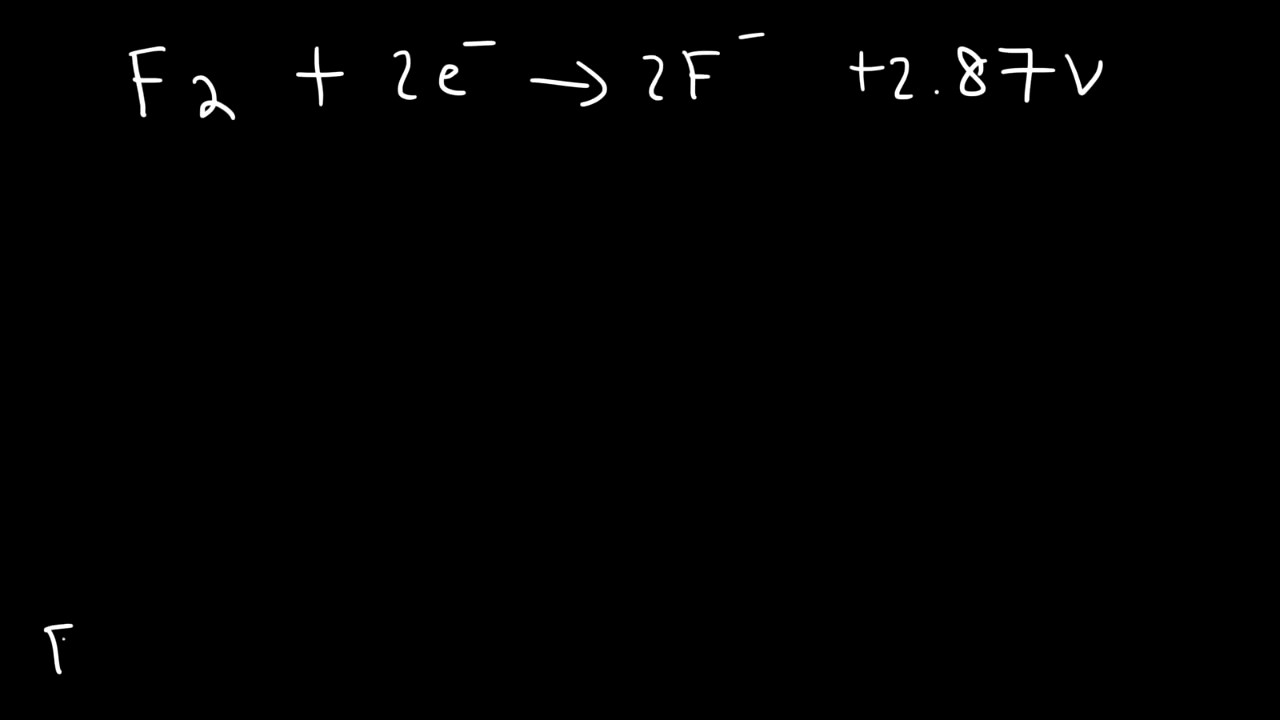 F₂ + 2e⁻ → 2F⁻ +2.87v